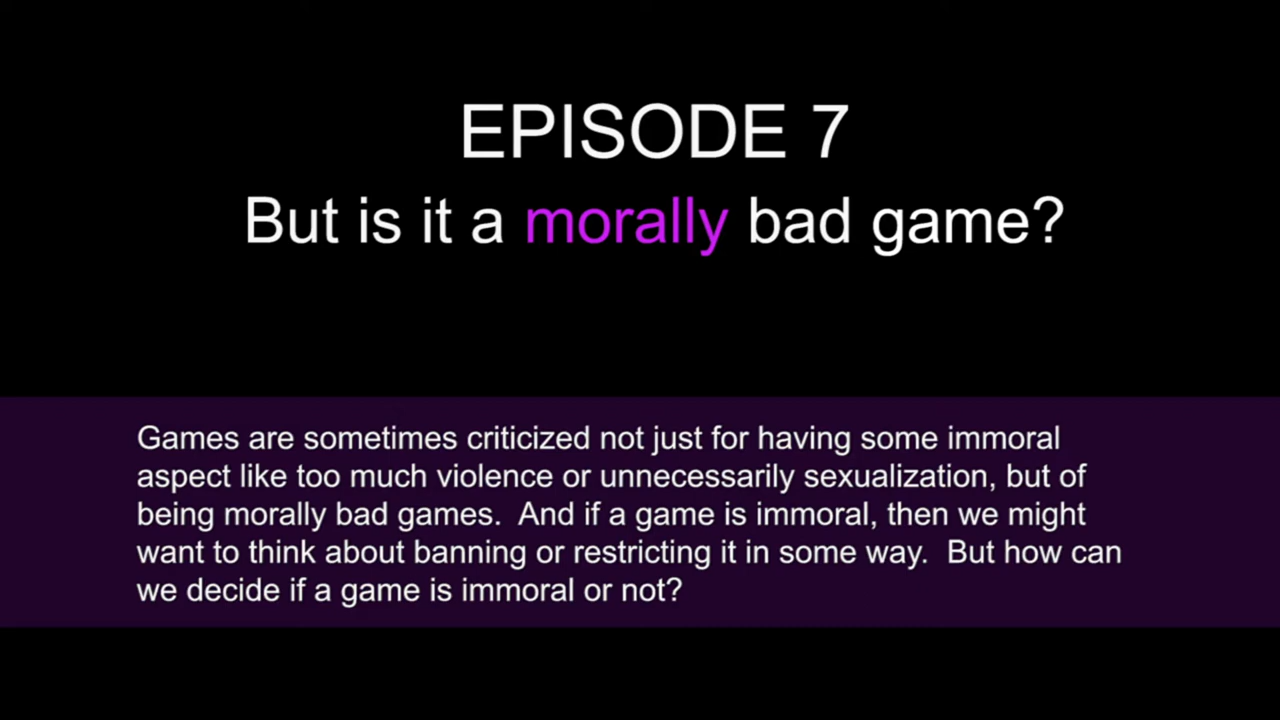 EPISODE 7
But is it a morally bad game?
Games are sometimes criticized not just for having some immoral
aspect like too much violence or unnecessarily sexualization, but of
being morally bad games.  And if a game is immoral, then we might
want to think about banning or restricting it in some way.  But how can
we decide if a game is immoral or not?